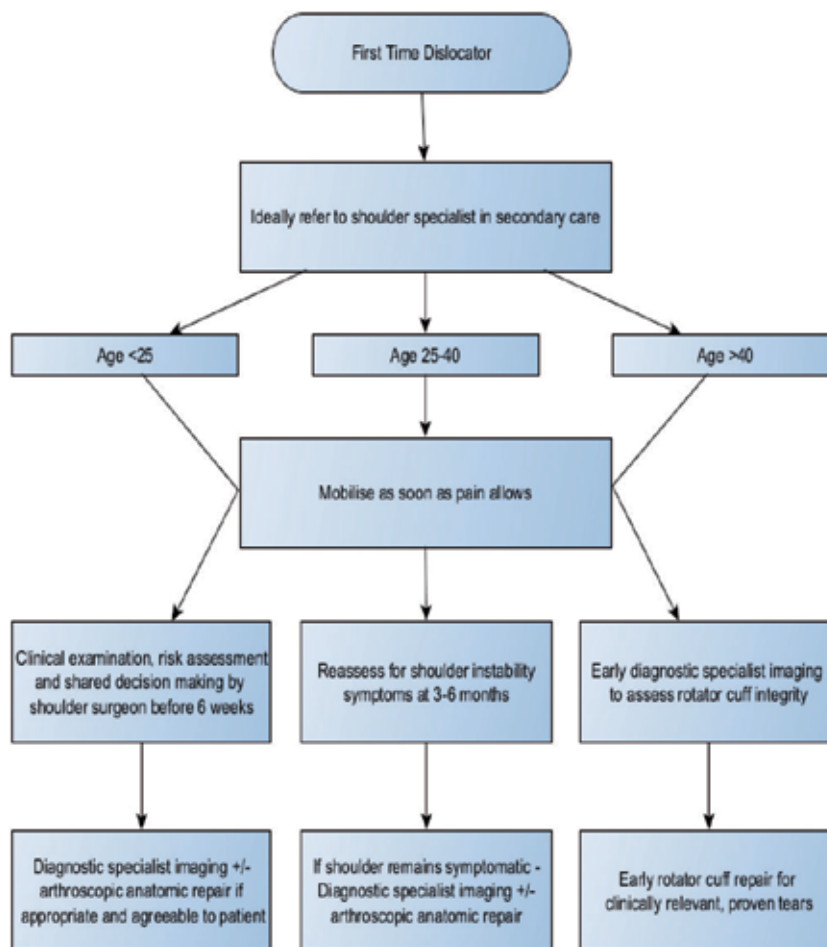 First Time Dislocator
Ideally refer to shoulder specialist in secondary care
Age <25
Age 25-40
Age >40
Mobilise as soon as pain allows
Clinical examination, risk assessment
and shared decision making by
shoulder surgeon before 6 weeks
Reassess for shoulder instability
symptoms at 3-6 months
Early diagnostic specialist imaging
to assess rotator cuff integrity
Diagnostic specialist imaging +/-
arthroscopic anatomic repair if
appropriate and agreeable to patient
If shoulder remains symptomatic -
Diagnostic specialist imaging +/-
arthroscopic anatomic repair
Early rotator cuff repair for
clinically relevant, proven tears